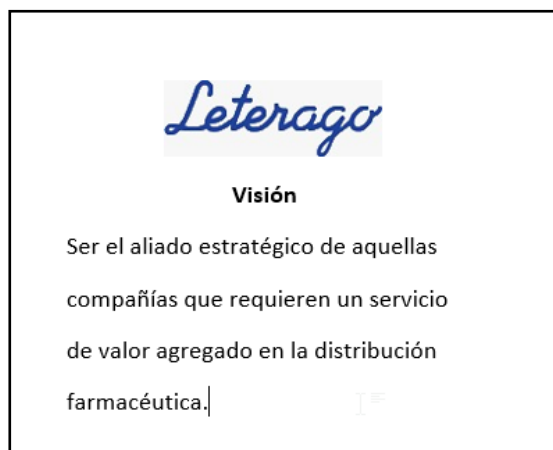 Leterago
Visión
Ser el aliado estratégico de aquellas
compañías que requieren un servicio
de valor agregado en la distribución
farmacéutica.